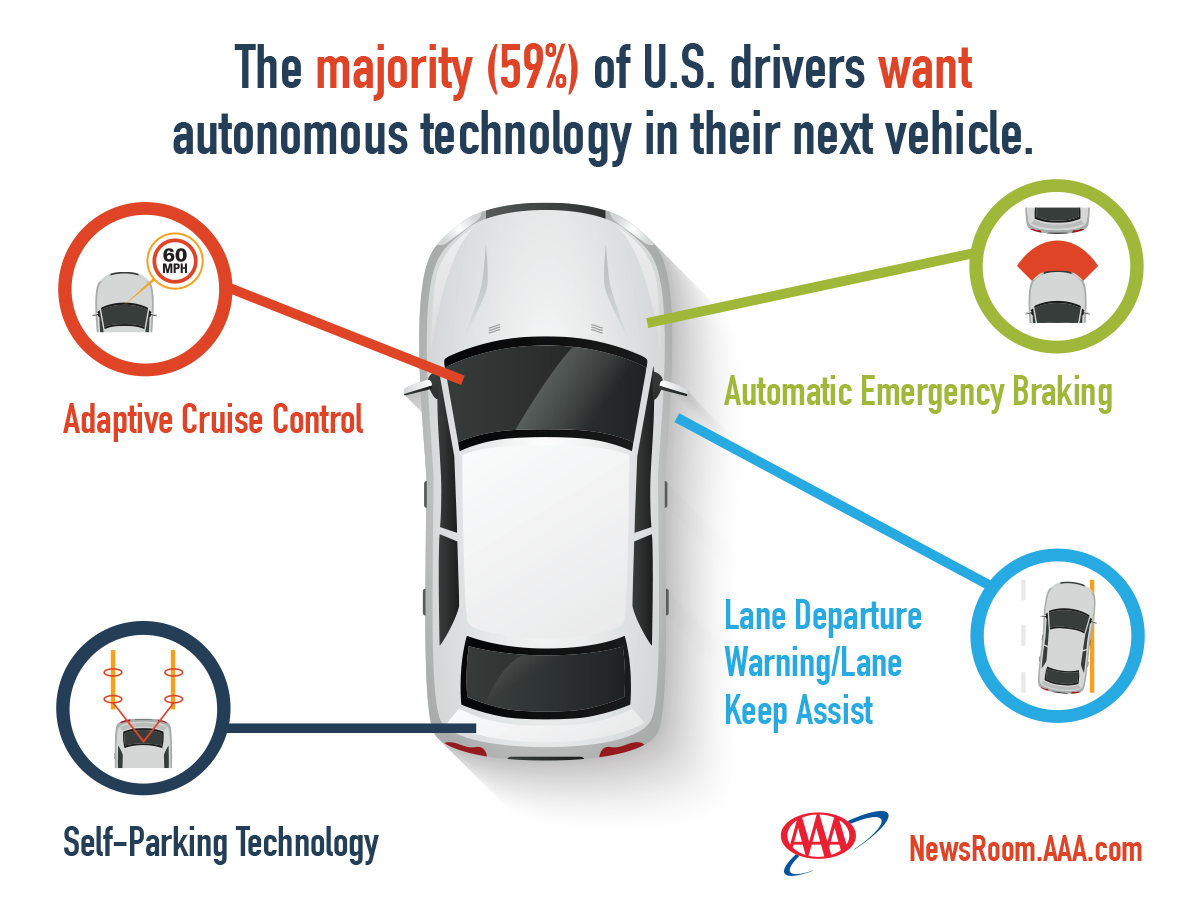 The majority (59%) of U.S. drivers want
autonomous technology in their next vehicle.
60
MPH
Adaptive Cruise Control
Automatic Emergency Braking
Lane Departure
Warning/Lane
Keep Assist
Self-Parking Technology
AAA
NewsRoom.AAA.com